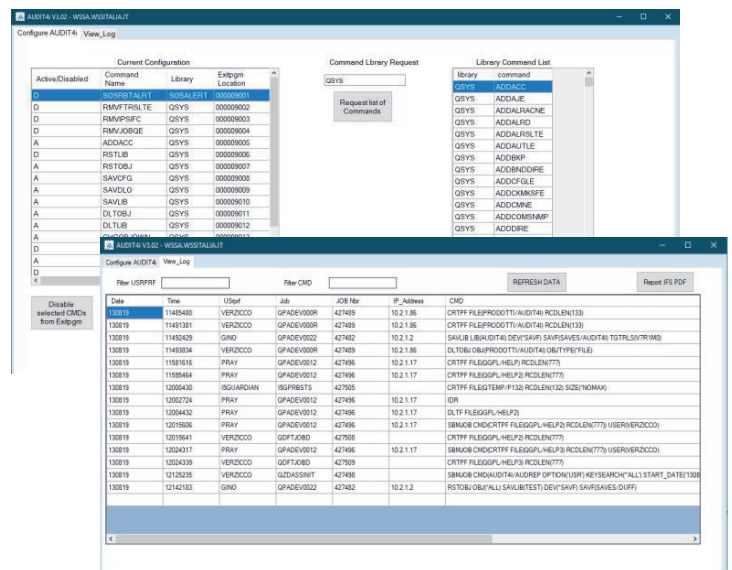 AUDIT4i V3.02 - WSSA.WSSITALIA.IT
Configure AUDIT4i View_Log
Current Configuration
Command Lbrary Request
Library Command List
Active/Disabled Command Name Library Extpgm Location
D SOSRBTALRT SOSALERT 000009001
D RMVFTRSLTE QSYS 000009002
D RMVIPSIFC QSYS 000009003
D RMVJOBQE QSYS 000009004
A ADDACC QSYS 000009005
D RSTLIB QSYS 000009006
A RSTOBJ QSYS 000009007
A SAVCFG QSYS 000009008
A SAVDLO QSYS 000009009
A SAVLIB QSYS 000009010
A DLTOBJ QSYS 000009011
A DLTLIB QSYS 000009012
A
D
A
D
QSYS
Request list of
Commands
library command
QSYS ADDACC
QSYS ADDAJE
QSYS ADDALRACNE
QSYS ADDALRD
QSYS ADDALRSLTE
QSYS ADDAUTLE
QSYS ADDBKP
QSYS ADDBNDDIRE
QSYS ADDCFGLE
QSYS ADDCKMKSFE
QSYS ADDCMNE
QSYS ADDCOMSNMP
QSYS ADDDIRE
Disable
selected CMDs
from Extpgm
AUDIT4i V3.02 - WSSA.WSSITALIA.IT
Configure AUDIT4i View_Log
Filter USRPRF
Filter CMD
REFRESH DATA
Report IFS PDF
Date Time USprf Job JOB Nbr IP_Address CMD
130819 11485480 VERZICCO QPADEV000R 427489 10.2.1.86 CRTPF FILE(PRODOTTI/AUDIT4I) RCDLEN(133)
130819 11491381 VERZICCO QPADEV000R 427489 10.2.1.86 CRTPF FILE(PRODOTTI/AUDIT4I) RCDLEN(133)
130819 11492429 GINO QPADEV0022 427482 10.2.1.2 SAVLIB LIB(AUDIT4I) DEV(*SAVF) SAVF(SAVES/AUDIT4I) TGTRLS(V7R1M0)
130819 11493834 VERZICCO QPADEV000R 427489 10.2.1.86 DLTOBJ OBJ(PRODOTTI/AUDIT4I) OBJTYPE(*FILE)
130819 11581616 PRAY QPADEV0012 427496 10.2.1.17 CRTPF FILE(QGPL/HELP) RCDLEN(777)
130819 11595464 PRAY QPADEV0012 427496 10.2.1.17 CRTPF FILE(QGPL/HELP2) RCDLEN(777)
130819 12000430 ISGUARDIAN ISGPRBSTS 427505 CRTPF FILE(QTEMP/P132) RCDLEN(132) SIZE(*NOMAX)
130819 12002724 PRAY QPADEV0012 427496 10.2.1.17 IDR
130819 12004432 PRAY QPADEV0012 427496 10.2.1.17 DLTF FILE(QGPL/HELP2)
130819 12015606 PRAY QPADEV0012 427496 10.2.1.17 SBMJOB CMD(CRTPF FILE(QGPL/HELP2) RCDLEN(777)) USER(VERZICCO)
130819 12015641 VERZICCO QDFTJOBD 427508 CRTPF FILE(QGPL/HELP2) RCDLEN(777)
130819 12024317 PRAY QPADEV0012 427496 10.2.1.17 SBMJOB CMD(CRTPF FILE(QGPL/HELP3) RCDLEN(777)) USER(VERZICCO)
130819 12024339 VERZICCO QDFTJOBD 427509 CRTPF FILE(QGPL/HELP3) RCDLEN(777)
130819 12125235 VERZICCO QZDASSINIT 427498 SBMJOB CMD(AUDIT4I/AUDREP OPTION('USR') KEYSEARCH('*ALL') START_DATE('1308
130819 12142183 GINO QPADEV0022 427482 10.2.1.2 RSTOBJ OBJ(*ALL) SAVLIB(TEST) DEV(*SAVF) SAVF(SAVES/DUFF)